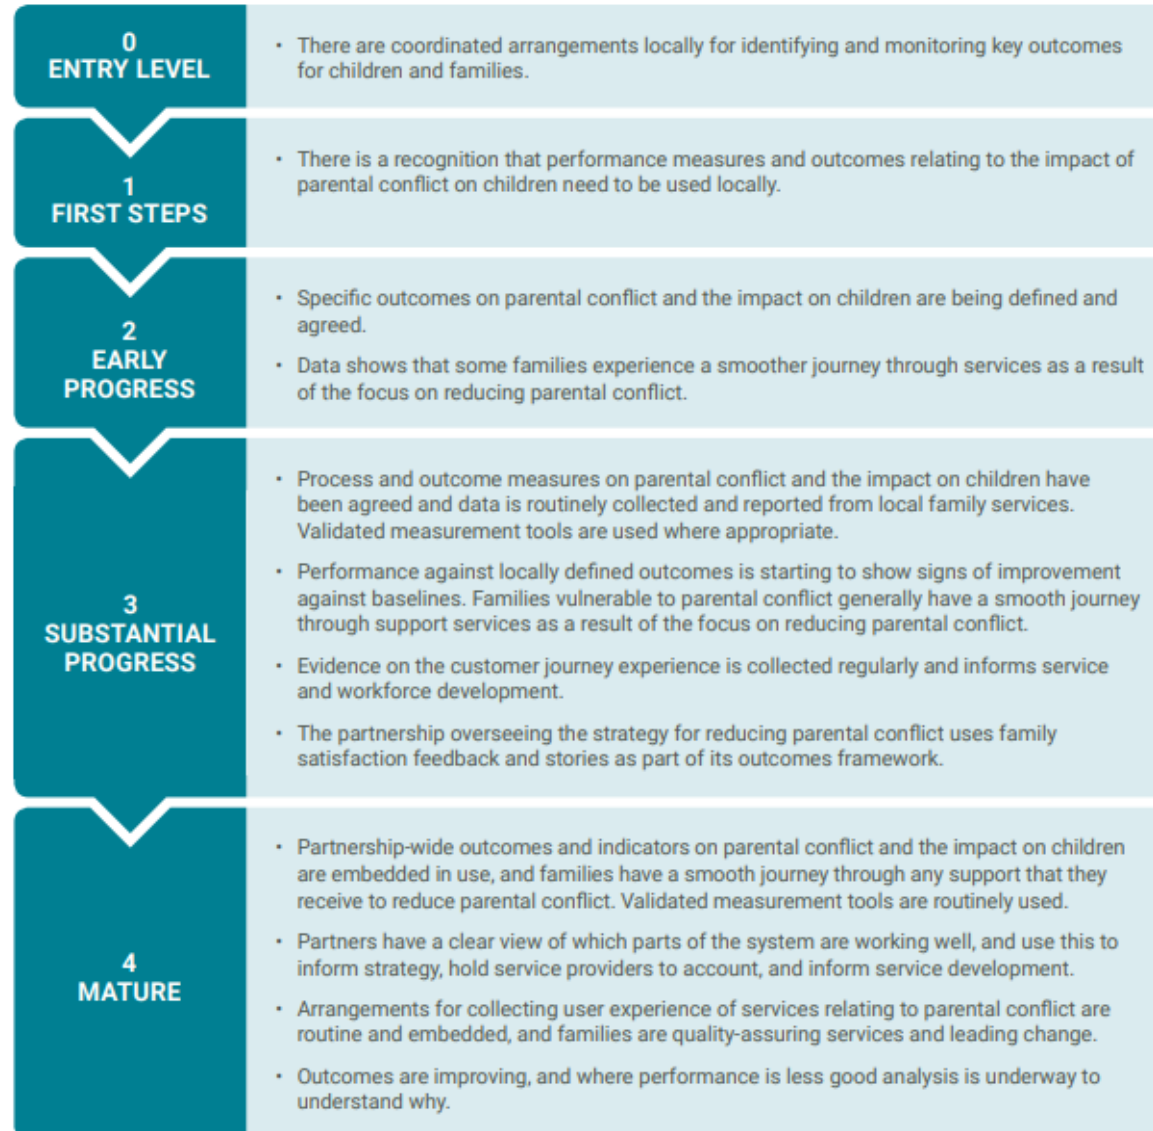 0
ENTRY LEVEL
• There are coordinated arrangements locally for identifying and monitoring key outcomes
for children and families.
1
FIRST STEPS
• There is a recognition that performance measures and outcomes relating to the impact of
parental conflict on children need to be used locally.
2
EARLY
PROGRESS
• Specific outcomes on parental conflict and the impact on children are being defined and
agreed.
• Data shows that some families experience a smoother journey through services as a result
of the focus on reducing parental conflict.
3
SUBSTANTIAL
PROGRESS
• Process and outcome measures on parental conflict and the impact on children have
been agreed and data is routinely collected and reported from local family services.
Validated measurement tools are used where appropriate.
• Performance against locally defined outcomes is starting to show signs of improvement
against baselines. Families vulnerable to parental conflict generally have a smooth journey
through support services as a result of the focus on reducing parental conflict.
• Evidence on the customer journey experience is collected regularly and informs service
and workforce development.
• The partnership overseeing the strategy for reducing parental conflict uses family
satisfaction feedback and stories as part of its outcomes framework.
4
MATURE
• Partnership-wide outcomes and indicators on parental conflict and the impact on children
are embedded in use, and families have a smooth journey through any support that they
receive to reduce parental conflict. Validated measurement tools are routinely used.
• Partners have a clear view of which parts of the system are working well, and use this to
inform strategy, hold service providers to account, and inform service development.
• Arrangements for collecting user experience of services relating to parental conflict are
routine and embedded, and families are quality-assuring services and leading change.
• Outcomes are improving, and where performance is less good analysis is underway to
understand why.